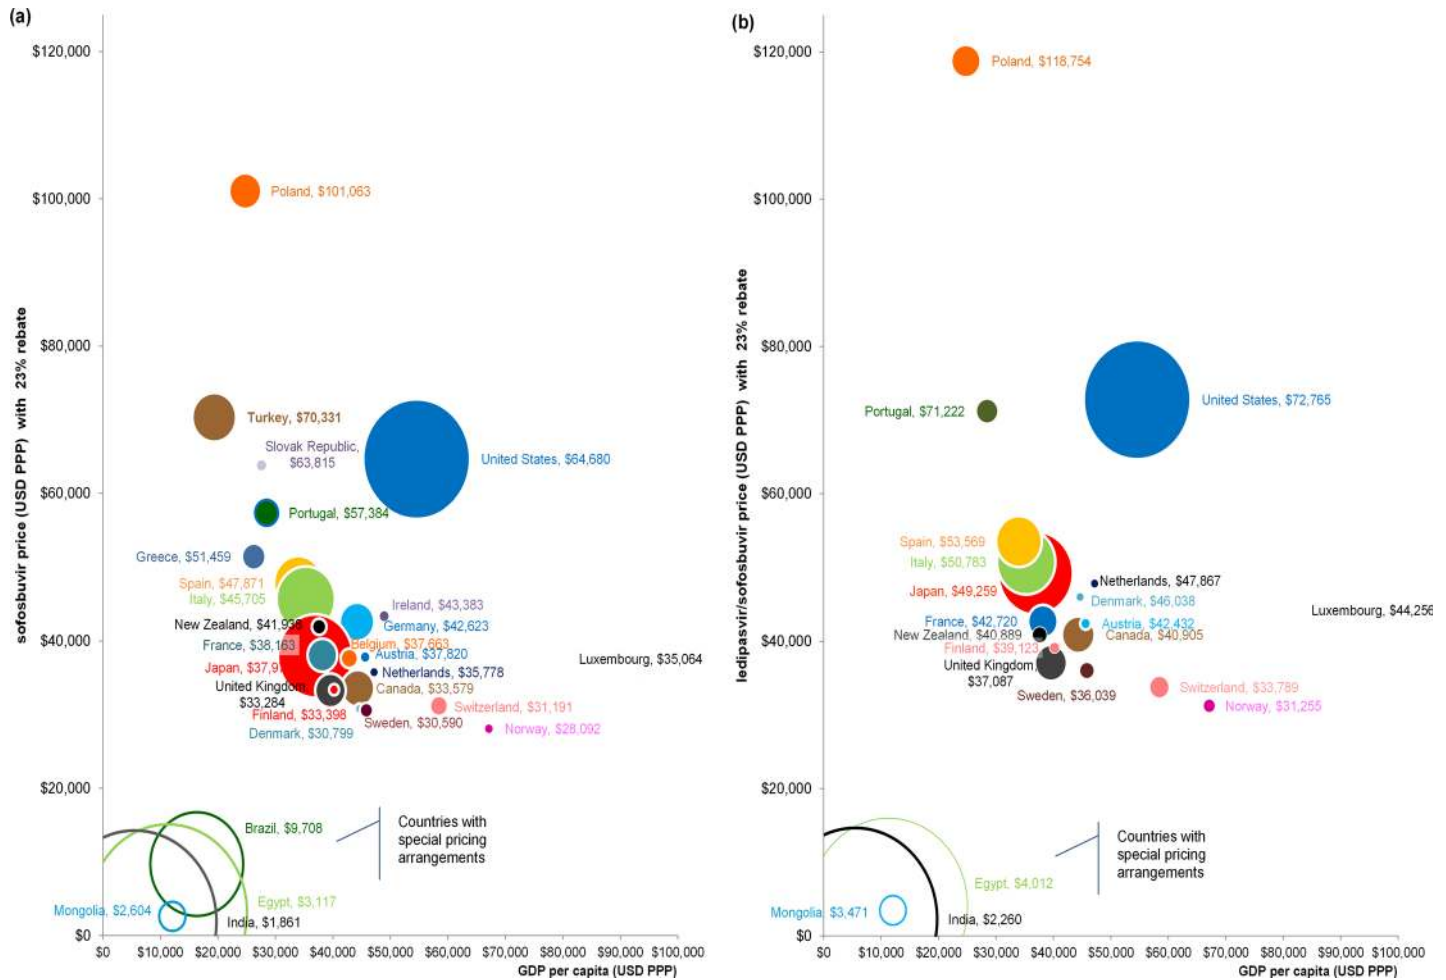 (a)
sofosbuvir price (USD PPP) with 23% rebate
$120,000
$100,000
$80,000
$60,000
$40,000
$20,000
$0
Poland, $101,063
Turkey, $70,331
Slovak Republic,
$63,815
United States, $64,680
Portugal, $57,384
Greece, $51,459
Spain, $47,871
Italy, $45,705
Ireland, $43,383
New Zealand, $41,936
Germany, $42,623
France, $38,163
Belgium, $37,663
Austria, $37,820
Luxembourg, $35,064
Japan, $37,97
Netherlands, $35,778
United Kingdom
$33,284
Canada, $33,579
Finland, $33,398
Switzerland, $31,191
Sweden, $30,590
Denmark, $30,799
Norway, $28,092
Brazil, $9,708
Countries with
special pricing
arrangements
Egypt, $3,117
Mongolia, $2,604
India, $1,861
$0 $10,000 $20,000 $30,000 $40,000 $50,000 $60,000 $70,000 $80,000 $90,000 $100,000
GDP per capita (USD PPP)
(b)
ledipasvir/sofosbuvir price (USD PPP) with 23% rebate
$120,000
$100,000
$80,000
$60,000
$40,000
$20,000
$0
Poland, $118,754
United States, $72,765
Portugal, $71,222
Spain, $53,569
Italy, $50,783
Japan, $49,259
Netherlands, $47,867
Denmark, $46,038
Luxembourg, $44,256
France, $42,720
Austria, $42,432
New Zealand, $40,889
Canada, $40,905
Finland, $39,123
United Kingdom,
$37,087
Sweden, $36,039
Switzerland, $33,789
Norway, $31,255
Countries with
special pricing
arrangements
Egypt, $4,012
Mongolia, $3,471
India, $2,260
$0 $10,000 $20,000 $30,000 $40,000 $50,000 $60,000 $70,000 $80,000 $90,000 $100,000
GDP per capita (USD PPP)